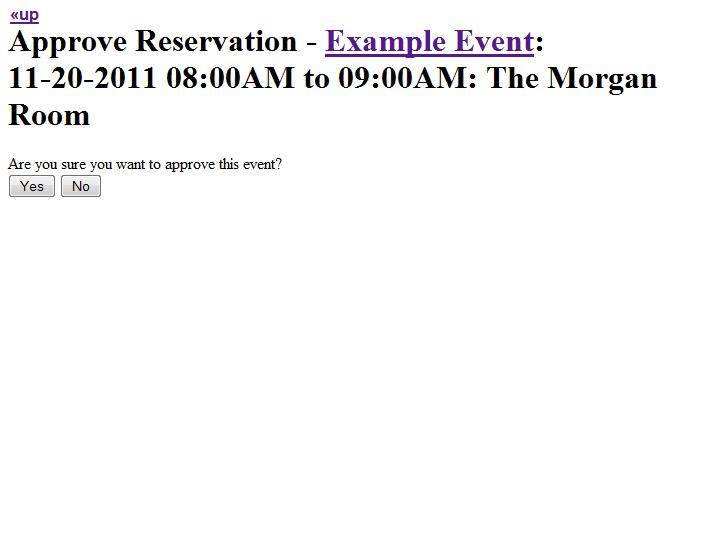 «up
Approve Reservation - Example Event:
11-20-2011 08:00AM to 09:00AM: The Morgan
Room
Are you sure you want to approve this event?
Yes No